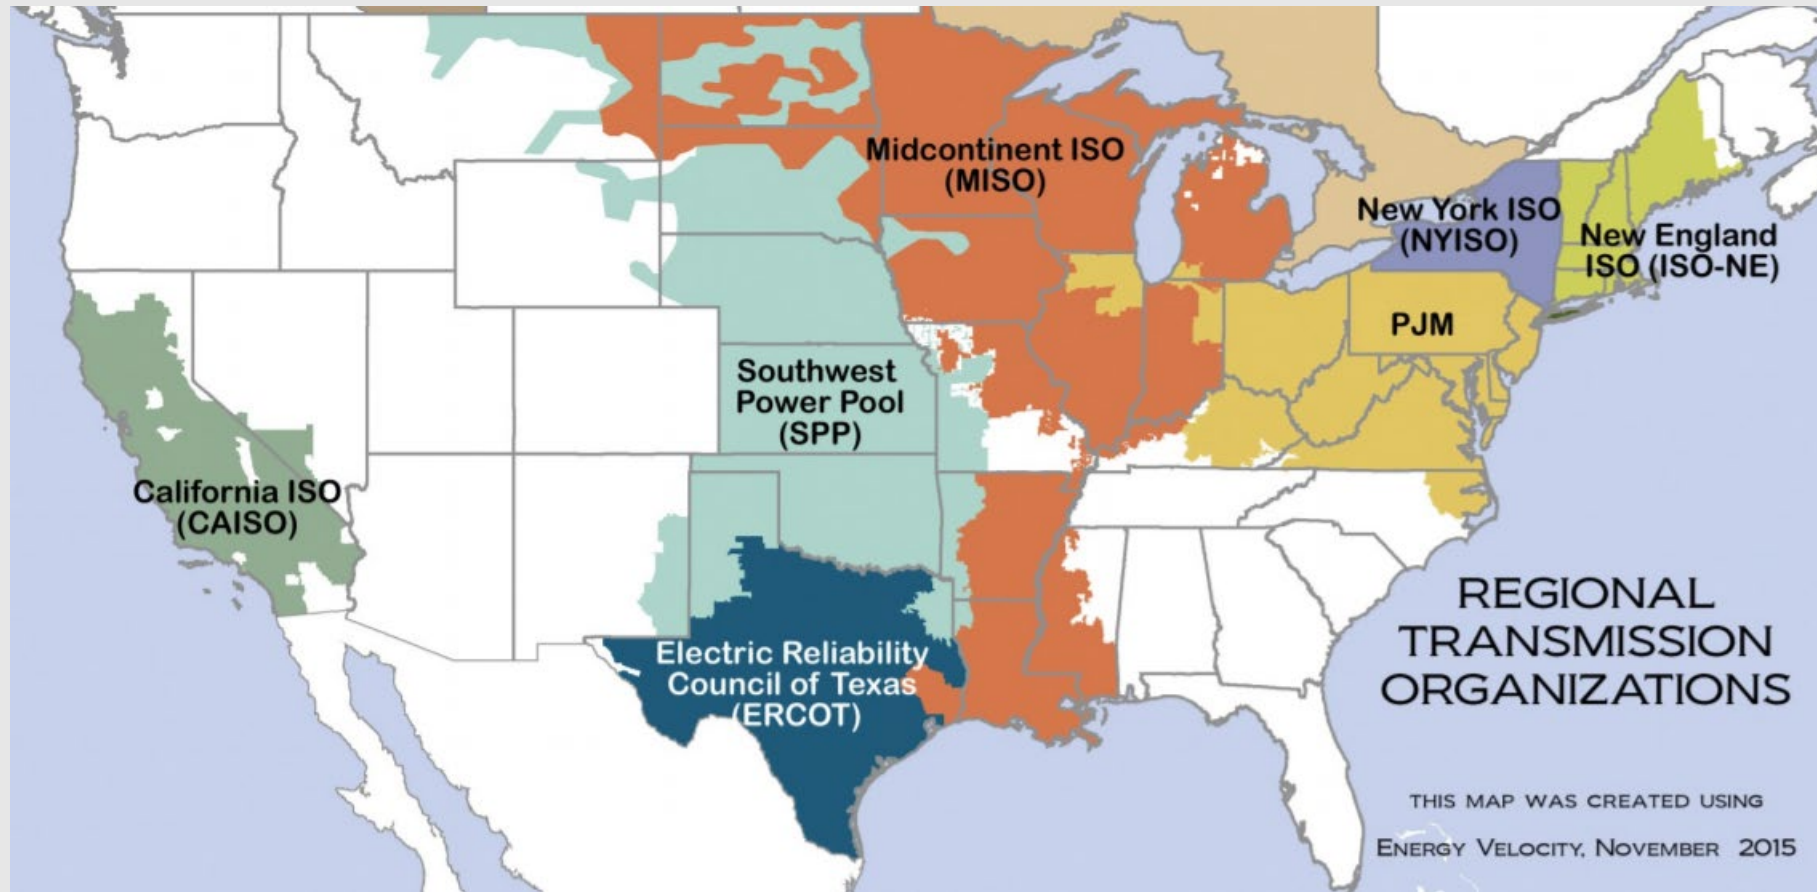 Midcontinent ISO
(MISO)
New York ISO
(NYISO)
New England
ISO (ISO-NE)
PJM
Southwest
Power Pool
(SPP)
California ISO
(CAISO)
Electric Reliability
Council of Texas
(ERCOT)
REGIONAL
TRANSMISSION
ORGANIZATIONS
THIS MAP WAS CREATED USING
ENERGY VELOCITY, NOVEMBER 2015